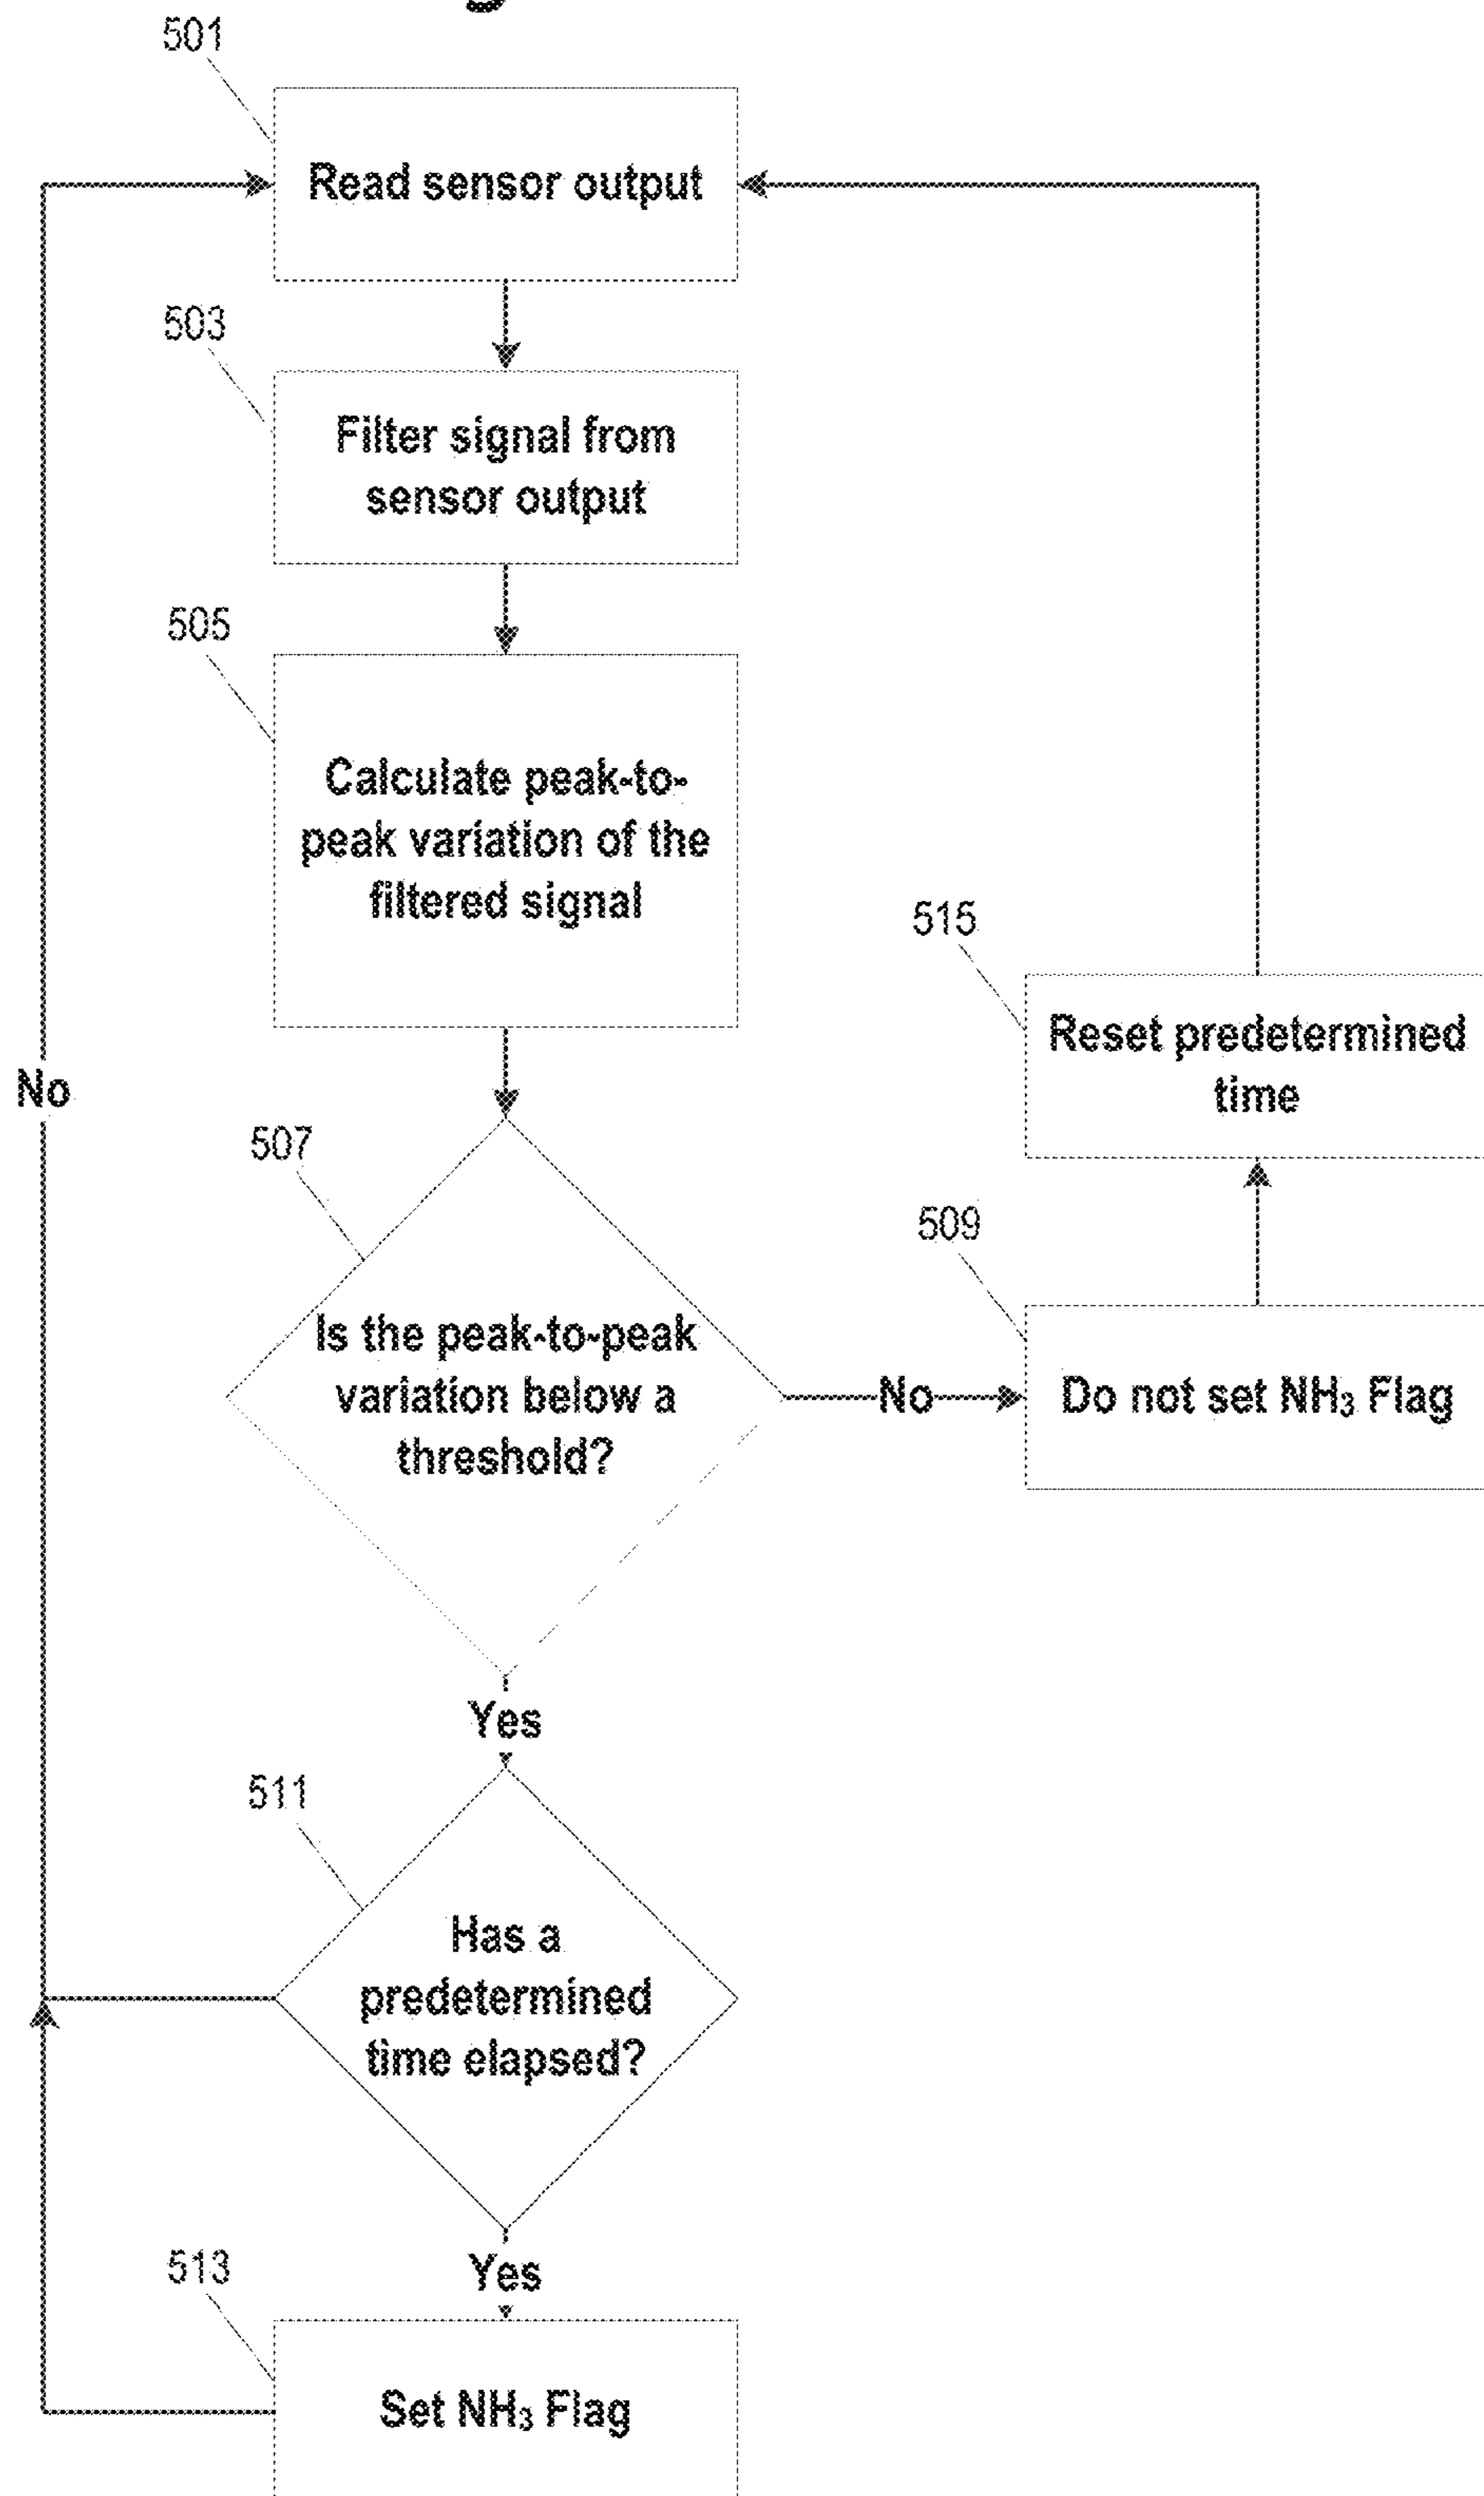 501
Read sensor output
503
Filter signal from
sensor output
505
Calculate peak-to-
peak variation of the
filtered signal
515
Reset predetermined
time
No
507
509
Is the peak-to-peak
variation below a
threshold?
No
Do not set NH₃ Flag
Yes
511
Has a
predetermined
time elapsed?
513
Yes
Set NH₃ Flag